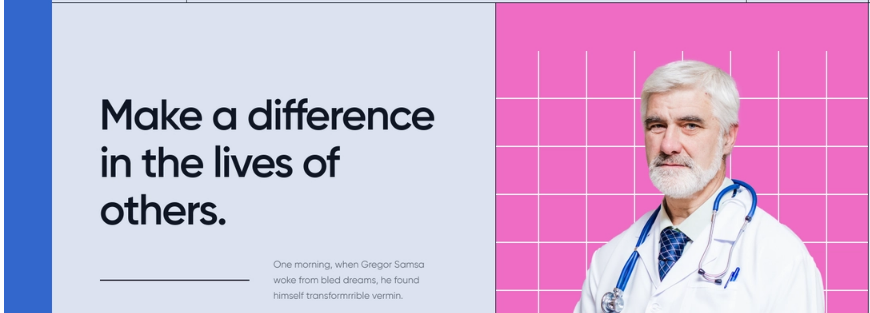 Make a difference
in the lives of
others.
One morning, when Gregor Samsa
woke from bled dreams, he found
himself transformrrible vermin.